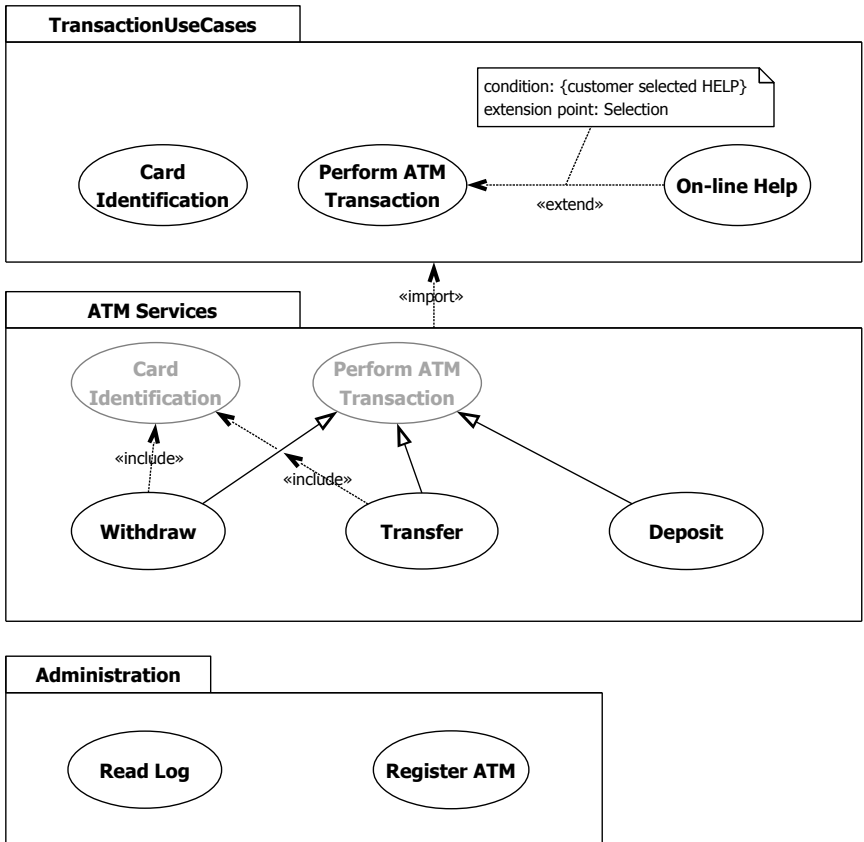 TransactionUseCases
condition: {customer selected HELP}
extension point: Selection
Card
Identification
Perform ATM
Transaction
On-line Help
«extend»
«import»
ATM Services
Card
Identification
Perform ATM
Transaction
«include»
«include»
Withdraw
Transfer
Deposit
Administration
Read Log
Register ATM